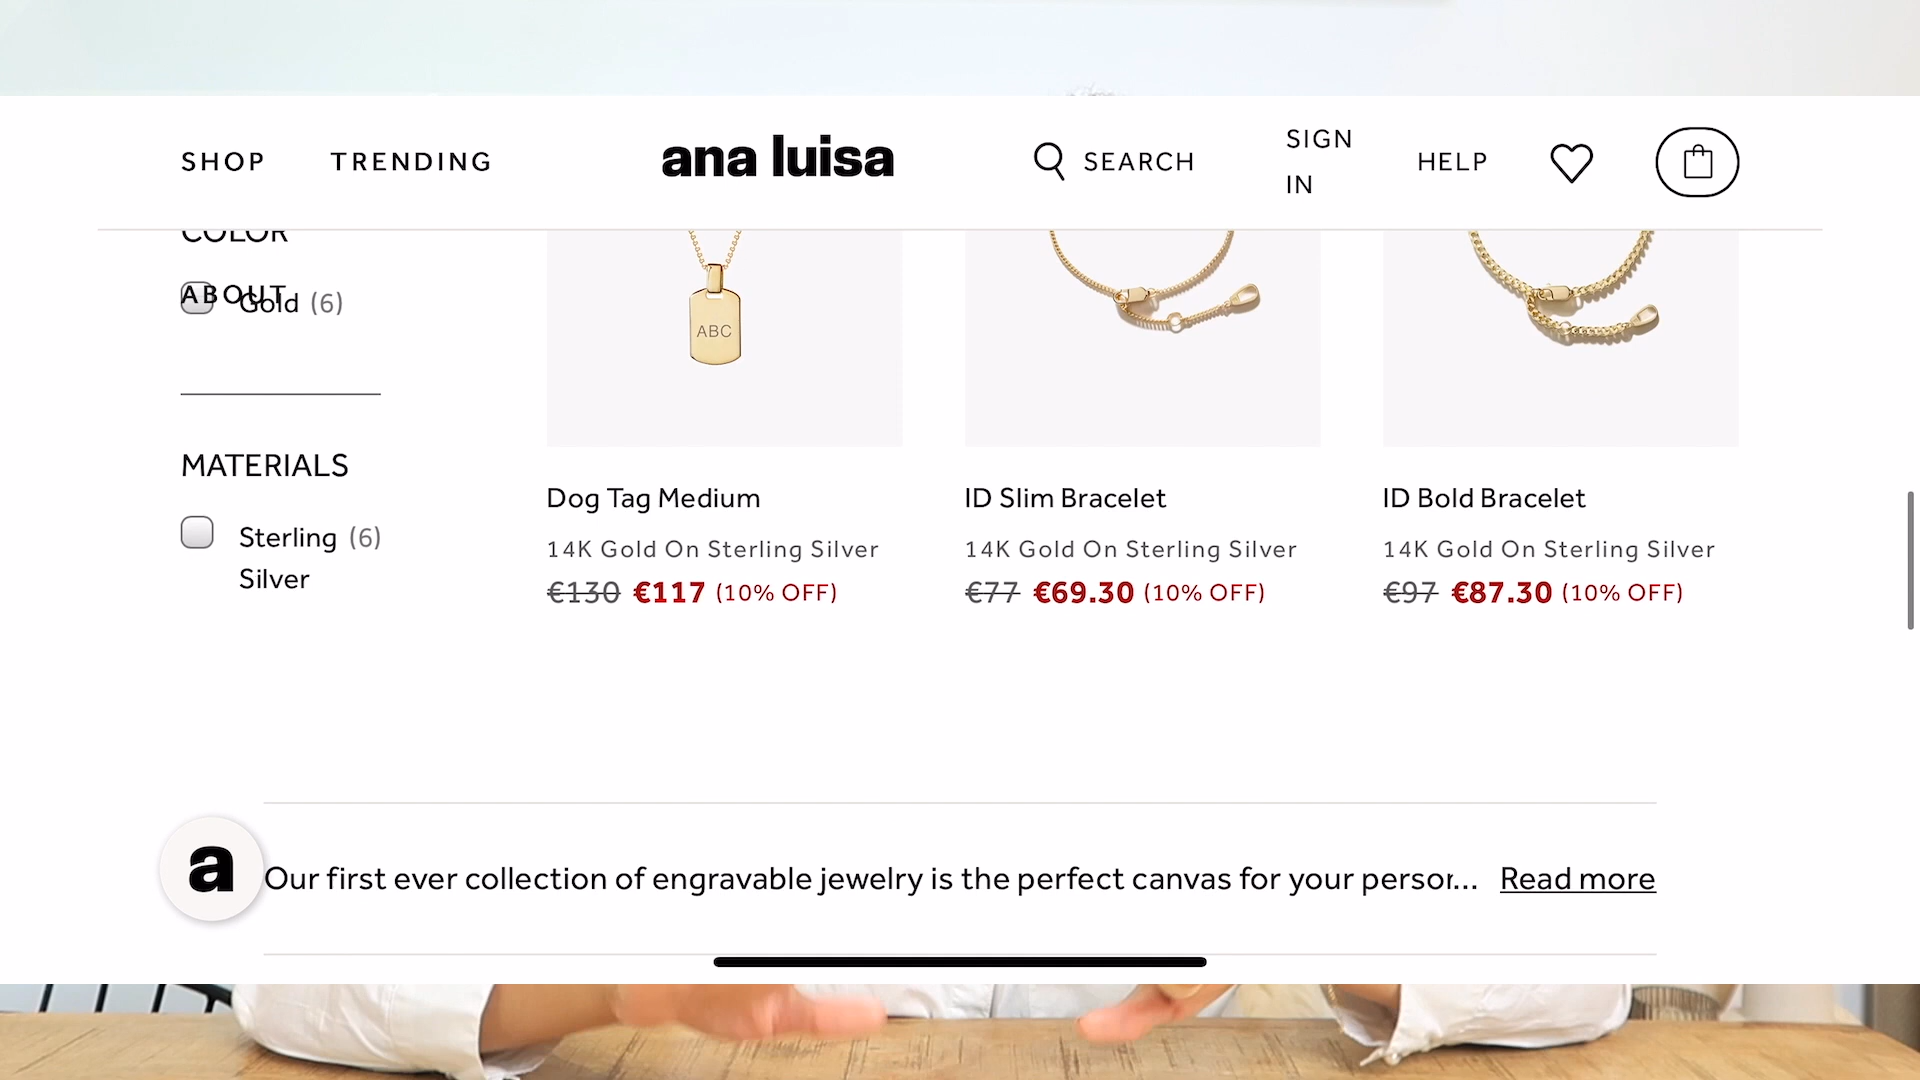 SHOP TRENDING ana luisa SEARCH SIGN IN HELP
COLOR
ABOUT
Gold (6)
ABC
MATERIALS
Sterling Silver (6)
Dog Tag Medium
14K Gold On Sterling Silver
€130 €117 (10% OFF)
ID Slim Bracelet
14K Gold On Sterling Silver
€77 €69.30 (10% OFF)
ID Bold Bracelet
14K Gold On Sterling Silver
€97 €87.30 (10% OFF)
a
Our first ever collection of engravable jewelry is the perfect canvas for your person... Read more